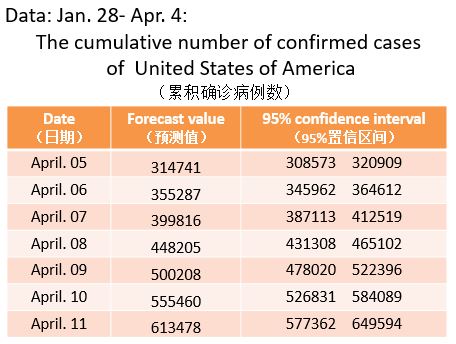 Data: Jan. 28- Apr. 4:
The cumulative number of confirmed cases
of United States of America
（累积确诊病例数）
Date Forecast value 95% confidence interval
（日期） （预测值） （95%置信区间）
April. 05 314741 308573 320909
April. 06 355287 345962 364612
April. 07 399816 387113 412519
April. 08 448205 431308 465102
April. 09 500208 478020 522396
April. 10 555460 526831 584089
April. 11 613478 577362 649594